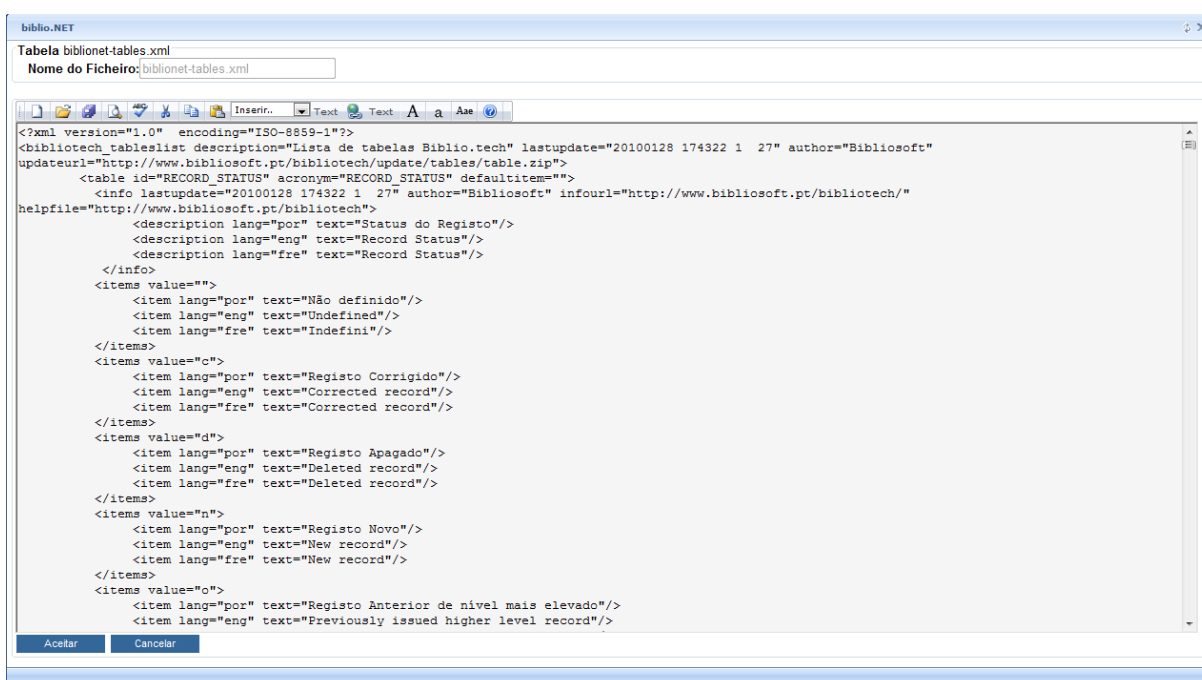 biblio.NET
Tabela biblionet-tables.xml
Nome do Ficheiro: biblionet-tables.xml
Inserir.. Text Text A a Aae
<?xml version="1.0"  encoding="ISO-8859-1"?>
<bibliotech_tableslist description="Lista de tabelas Biblio.tech" lastupdate="20100128 174322 1  27" author="Bibliosoft"
updateurl="http://www.bibliosoft.pt/bibliotech/update/tables/table.zip">
<table id="RECORD_STATUS" acronym="RECORD_STATUS" defaultitem="">
<info lastupdate="20100128 174322 1  27" author="Bibliosoft" infourl="http://www.bibliosoft.pt/bibliotech/"
helpfile="http://www.bibliosoft.pt/bibliotech">
<description lang="por" text="Status do Registo"/>
<description lang="eng" text="Record Status"/>
<description lang="fre" text="Record Status"/>
</info>
<items value="">
<item lang="por" text="Não definido"/>
<item lang="eng" text="Undefined"/>
<item lang="fre" text="Indefini"/>
</items>
<items value="c">
<item lang="por" text="Registo Corrigido"/>
<item lang="eng" text="Corrected record"/>
<item lang="fre" text="Corrected record"/>
</items>
<items value="d">
<item lang="por" text="Registo Apagado"/>
<item lang="eng" text="Deleted record"/>
<item lang="fre" text="Deleted record"/>
</items>
<items value="n">
<item lang="por" text="Registo Novo"/>
<item lang="eng" text="New record"/>
<item lang="fre" text="New record"/>
</items>
<items value="o">
<item lang="por" text="Registo Anterior de nível mais elevado"/>
<item lang="eng" text="Previously issued higher level record"/>
Aceitar Cancelar